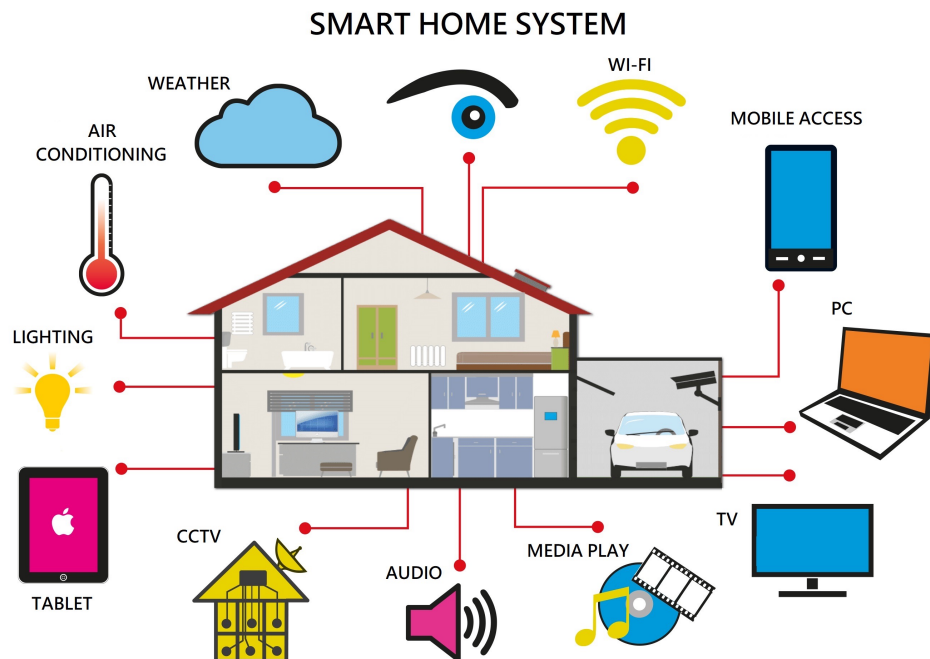 SMART HOME SYSTEM
WEATHER
WI-FI
AIR
CONDITIONING
MOBILE ACCESS
LIGHTING
PC
TABLET
CCTV
AUDIO
MEDIA PLAY
TV